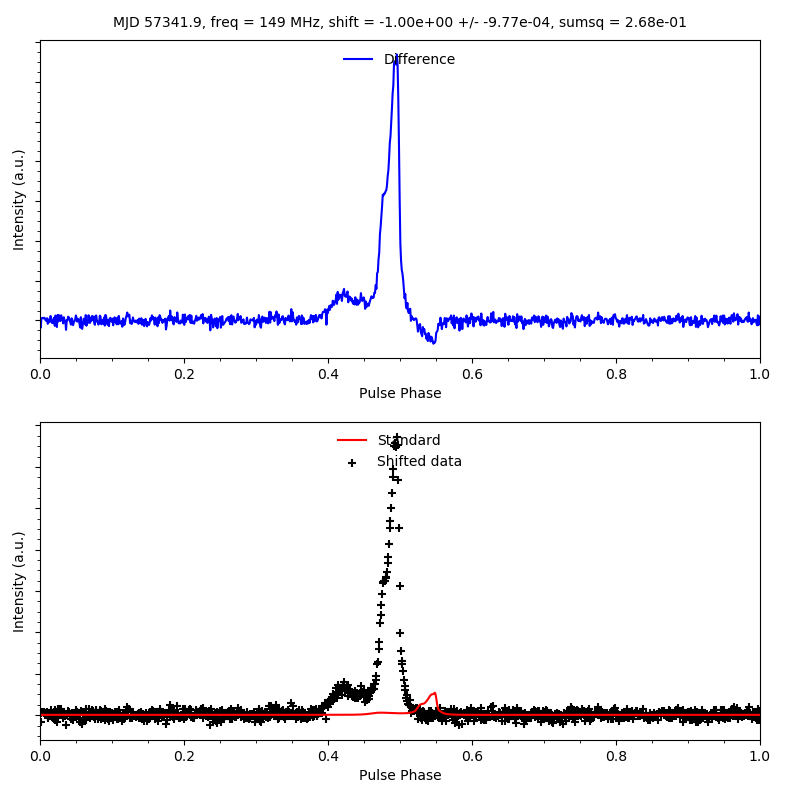 MJD 57341.9, freq = 149 MHz, shift = -1.00e+00 +/- -9.77e-04, sumsq = 2.68e-01
Difference
Intensity (a.u.)
0.0 0.2 0.4 0.6 0.8 1.0
Pulse Phase
Standard
Shifted data
Intensity (a.u.)
0.0 0.2 0.4 0.6 0.8 1.0
Pulse Phase